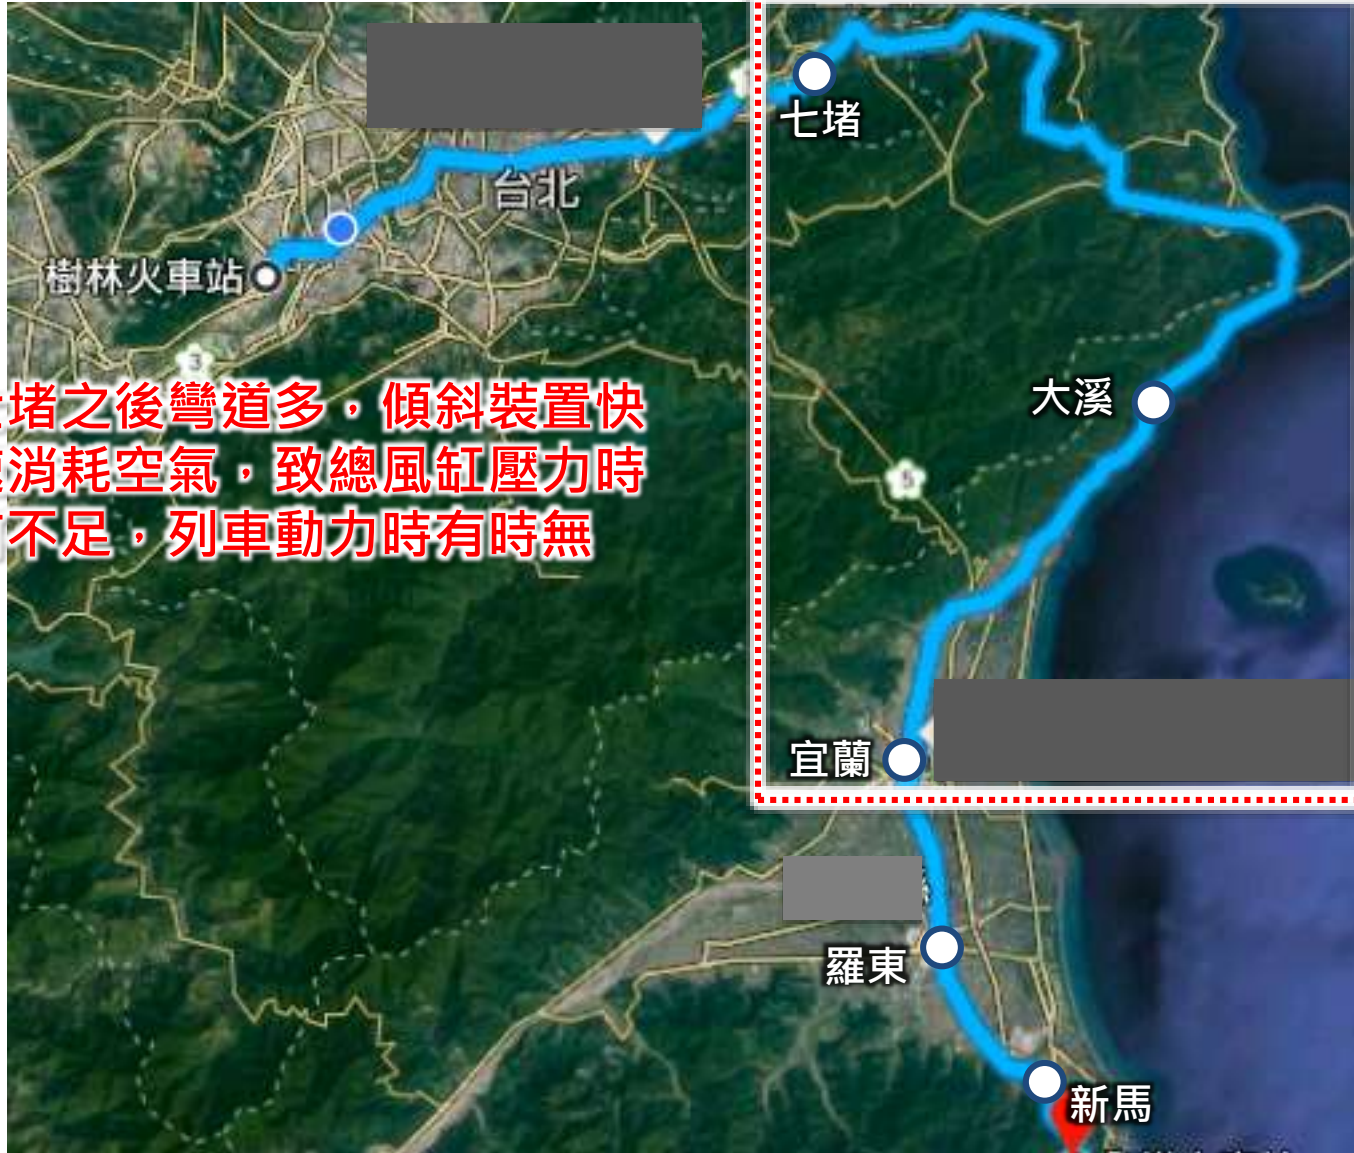 七堵
台北
樹林火車站
3
堵之後彎道多，傾斜裝置快
消耗空氣，致總風缸壓力時
不足，列車動力時有時無
大溪
5
宜蘭
羅東
新馬